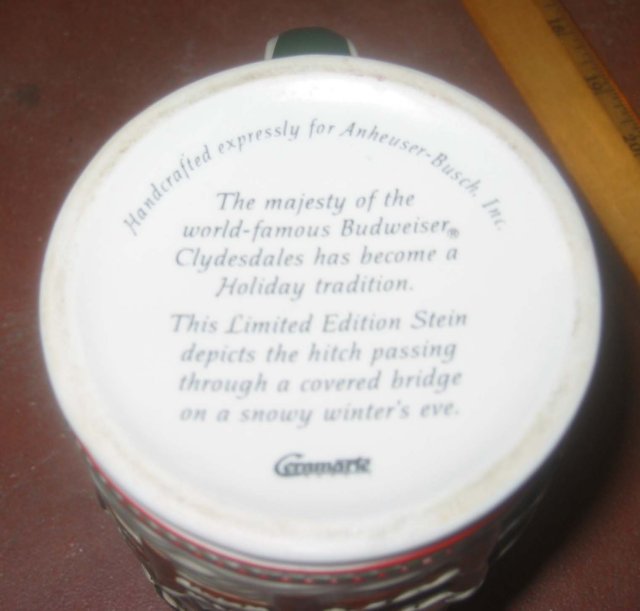 Handcrafted expressly for Anheuser-Busch, Inc.
The majesty of the
world-famous Budweiser®
Clydesdales has become a
Holiday tradition.
This Limited Edition Stein
depicts the hitch passing
through a covered bridge
on a snowy winter's eve.
Ceramarte